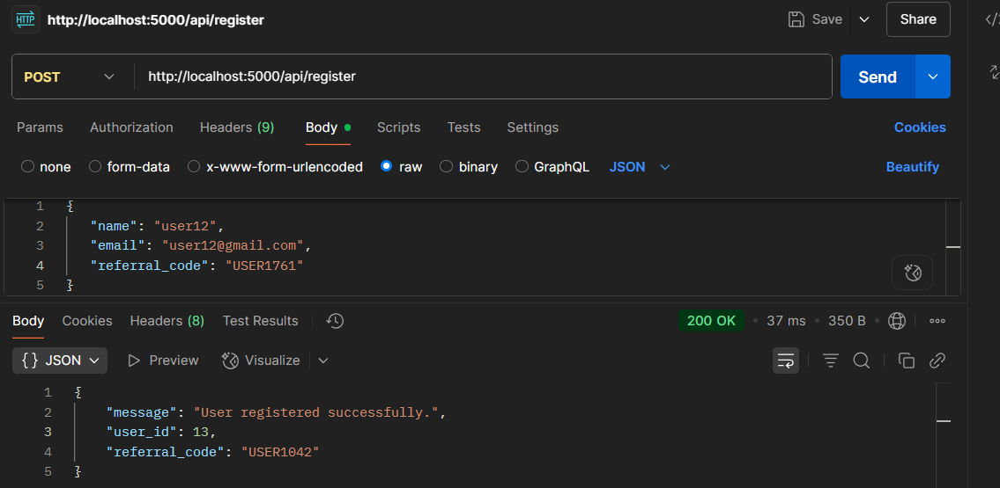 HTTP http://localhost:5000/api/register Save Share
POST http://localhost:5000/api/register Send
Params Authorization Headers (9) Body Scripts Tests Settings Cookies
none form-data x-www-form-urlencoded raw binary GraphQL JSON Beautify
1 {
2 "name": "user12",
3 "email": "user12@gmail.com",
4 "referral_code": "USER1761"
5 }
Body Cookies Headers (8) Test Results 200 OK • 37 ms • 350 B •
{} JSON Preview Visualize
1 {
2 "message": "User registered successfully.",
3 "user_id": 13,
4 "referral_code": "USER1042"
5 }